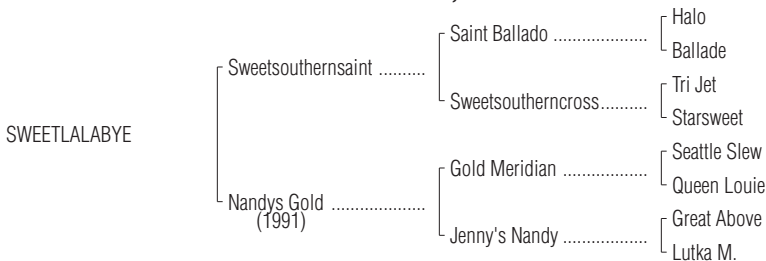 Halo
Saint Ballado ....................
Ballade
Sweetsouthernsaint ..........
Tri Jet
Sweetsoutherncross..........
Starsweet
SWEETLALABYE
Seattle Slew
Gold Meridian ..................
Queen Louie
Nandys Gold ....................
(1991)
Great Above
Jenny's Nandy ..................
Lutka M.